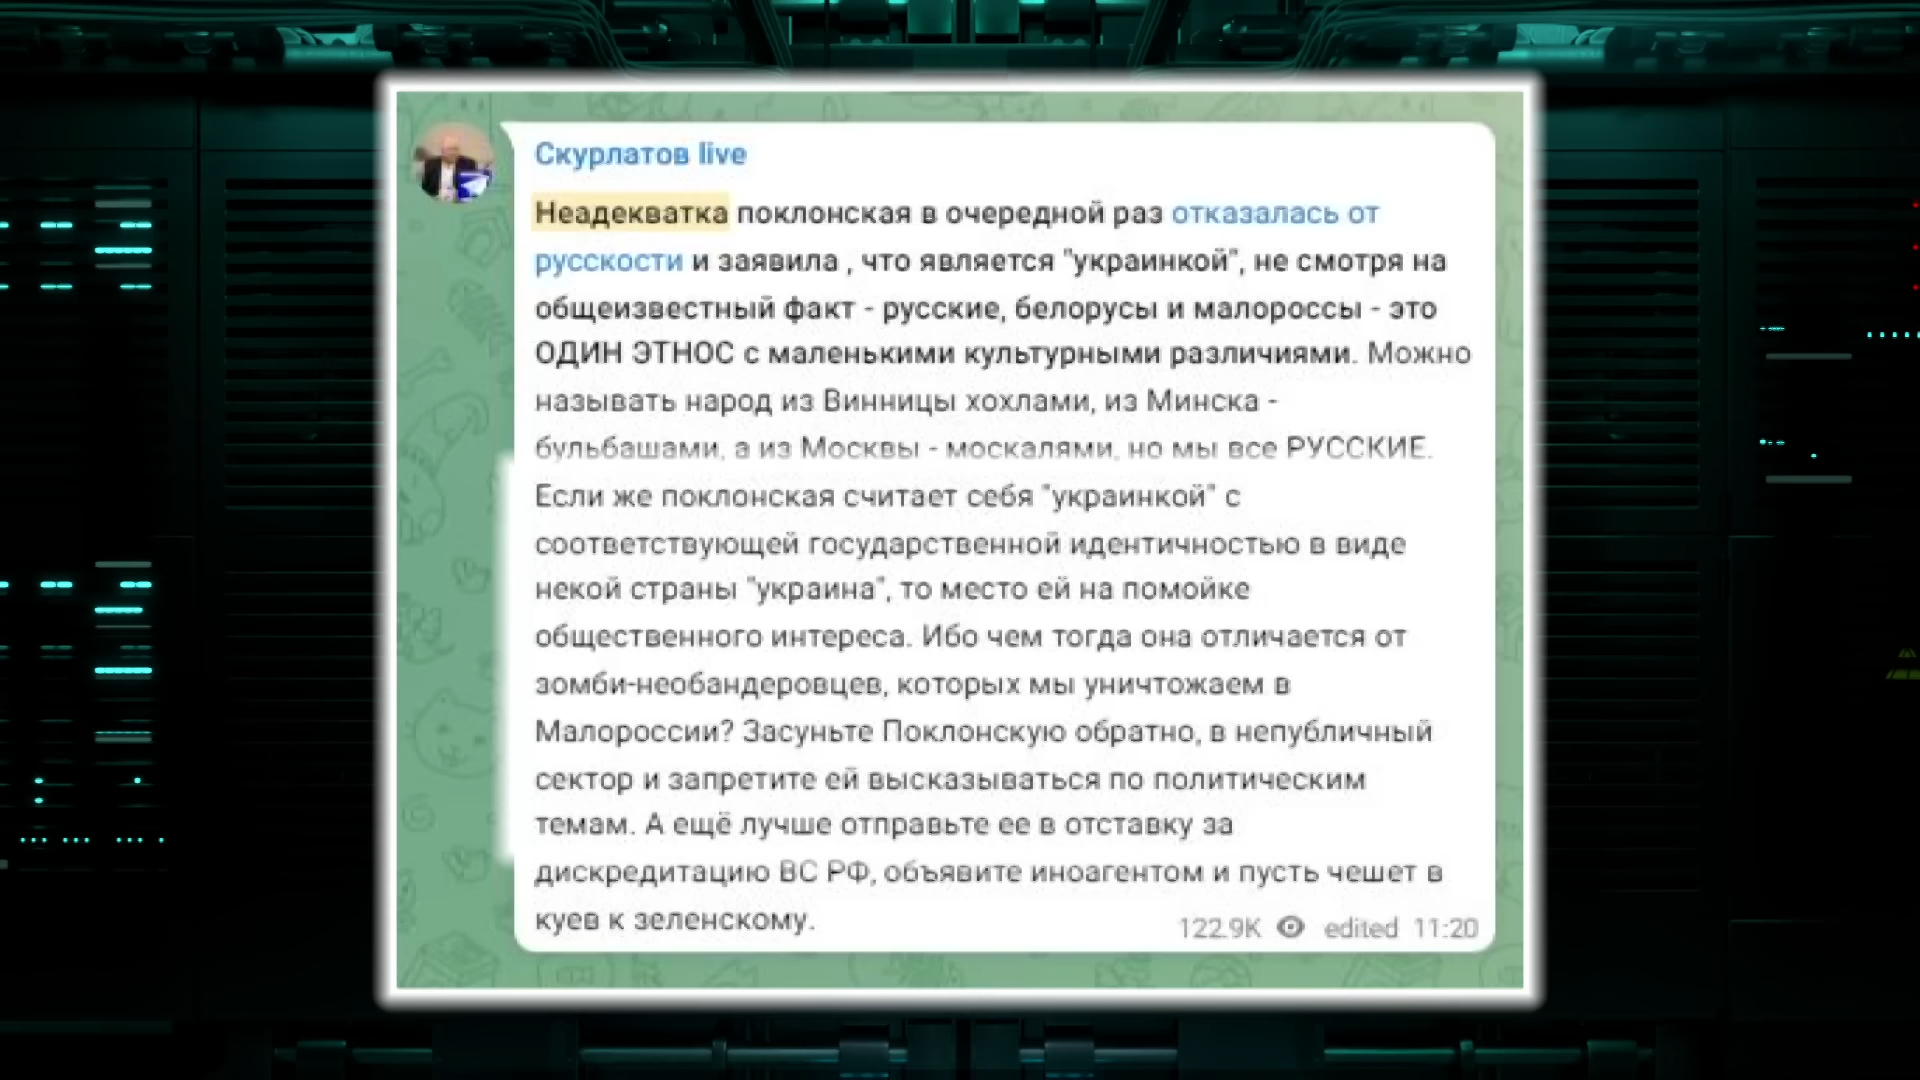 Скурлатов live
Неадекватка поклонская в очередной раз отказалась от
русскости и заявила , что является "украинкой", не смотря на
общеизвестный факт - русские, белорусы и малороссы - это
ОДИН ЭТНОС с маленькими культурными различиями. Можно
называть народ из Винницы хохлами, из Минска -
бульбашами, а из Москвы - москалями, но мы все РУССКИЕ.
Если же поклонская считает себя "украинкой" с
соответствующей государственной идентичностью в виде
некой страны "украина", то место ей на помойке
общественного интереса. Ибо чем тогда она отличается от
зомби-необандеровцев, которых мы уничтожаем в
Малороссии? Засуньте Поклонскую обратно, в непубличный
сектор и запретите ей высказываться по политическим
темам. А ещё лучше отправьте ее в отставку за
дискредитацию ВС РФ, объявите иноагентом и пусть чешет в
куев к зеленскому.
122.9K edited 11:20